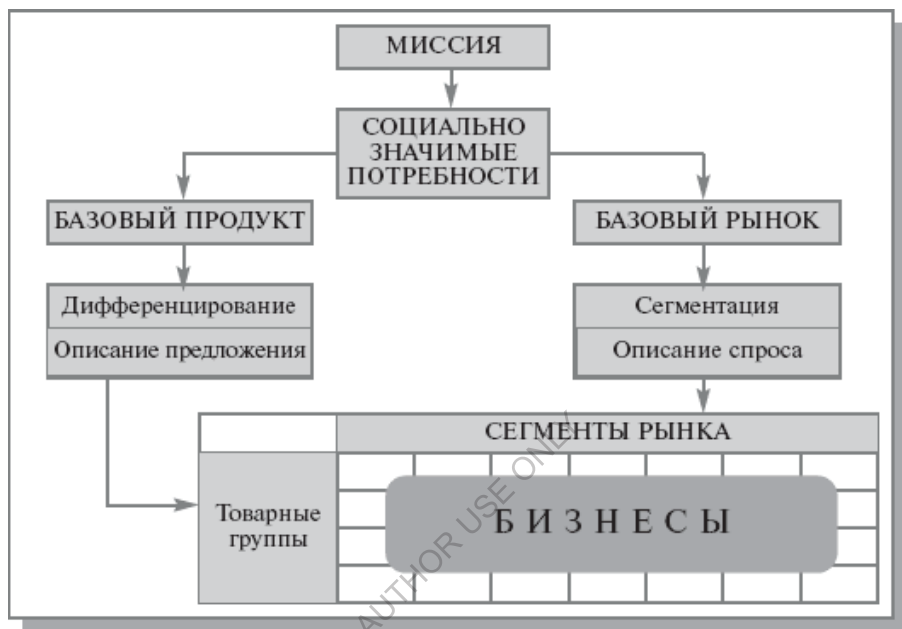 МИССИЯ
СОЦИАЛЬНО
ЗНАЧИМЫЕ
ПОТРЕБНОСТИ
БАЗОВЫЙ ПРОДУКТ
БАЗОВЫЙ РЫНОК
Дифференцирование
Описание предложения
Сегментация
Описание спроса
СЕГМЕНТЫ РЫНКА
Товарные
группы
БИЗНЕСЫ
AUTHOR USE ONLY